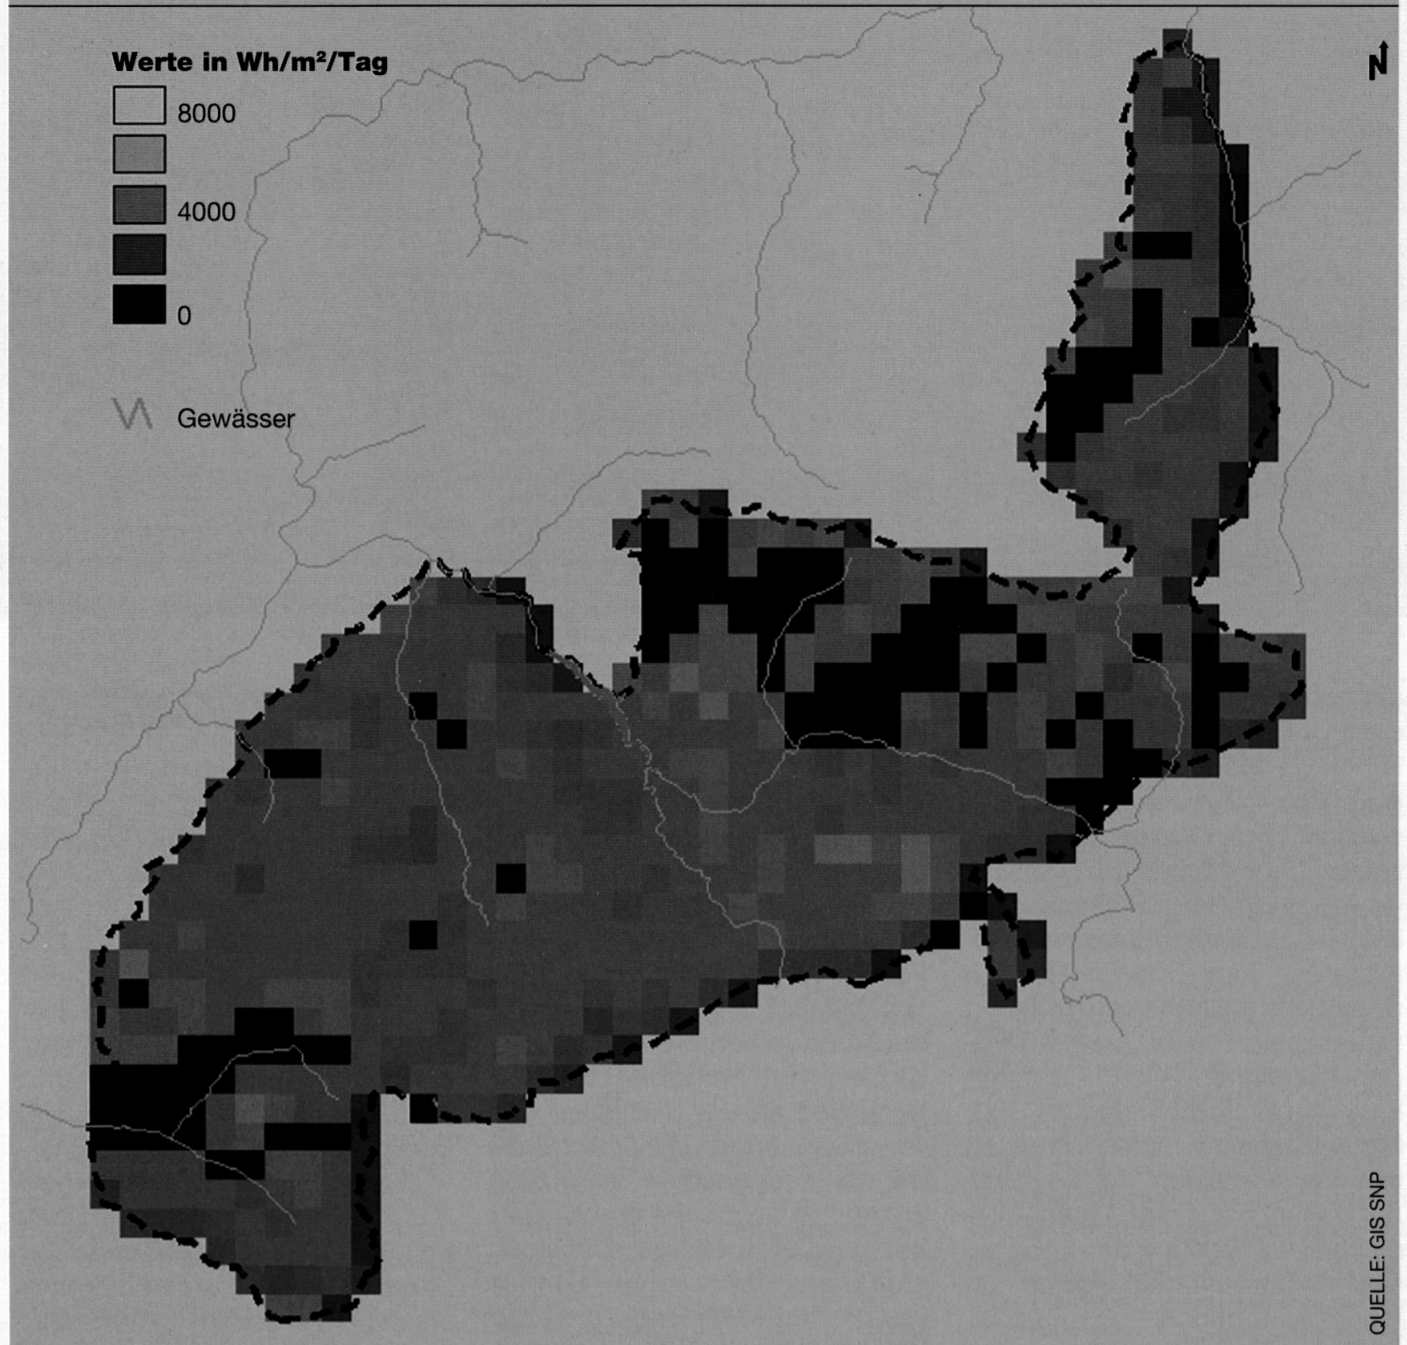 Werte in Wh/m²/Tag
8000
4000
0
Gewässer
N
QUELLE: GIS SNP